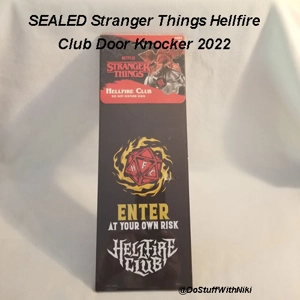 SEALED Stranger Things Hellfire
Club Door Knocker 2022
NETFLIX
STRANGER
THINGS
HELLFIRE CLUB
ENTER
AT YOUR OWN RISK
HELLFIRE
CLUB
@DoStuffWithNiki